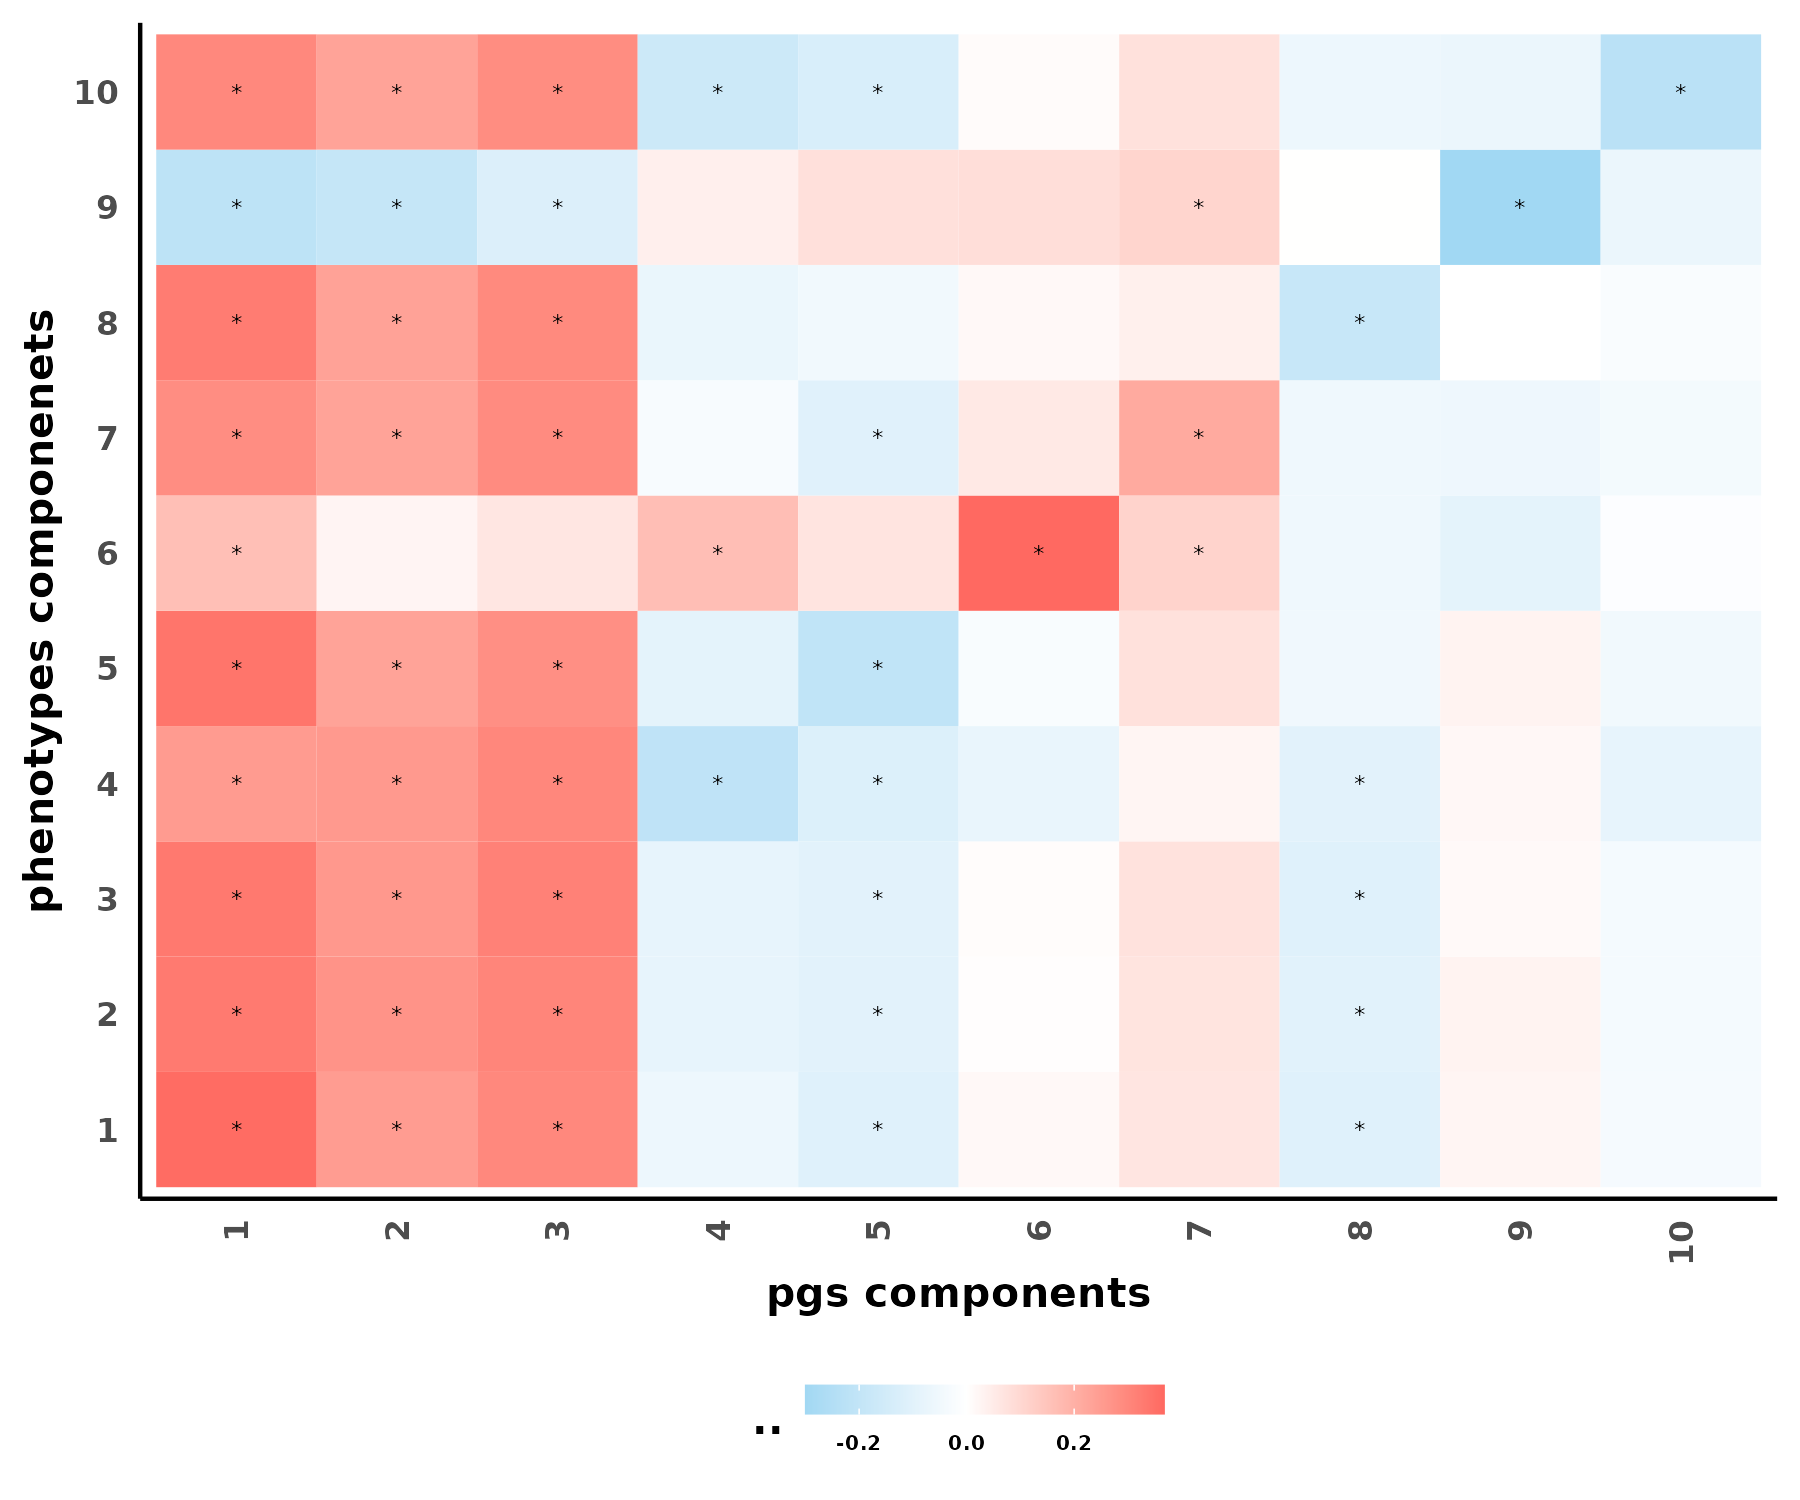 phenotypes componenets
10 * * * * * *
9 * * * * *
8 * * * *
7 * * * * *
6 * * * *
5 * * * *
4 * * * * * *
3 * * * * *
2 * * * * *
1 * * * * *
1 2 3 4 5 6 7 8 9 10
pgs components
..
-0.2 0.0 0.2